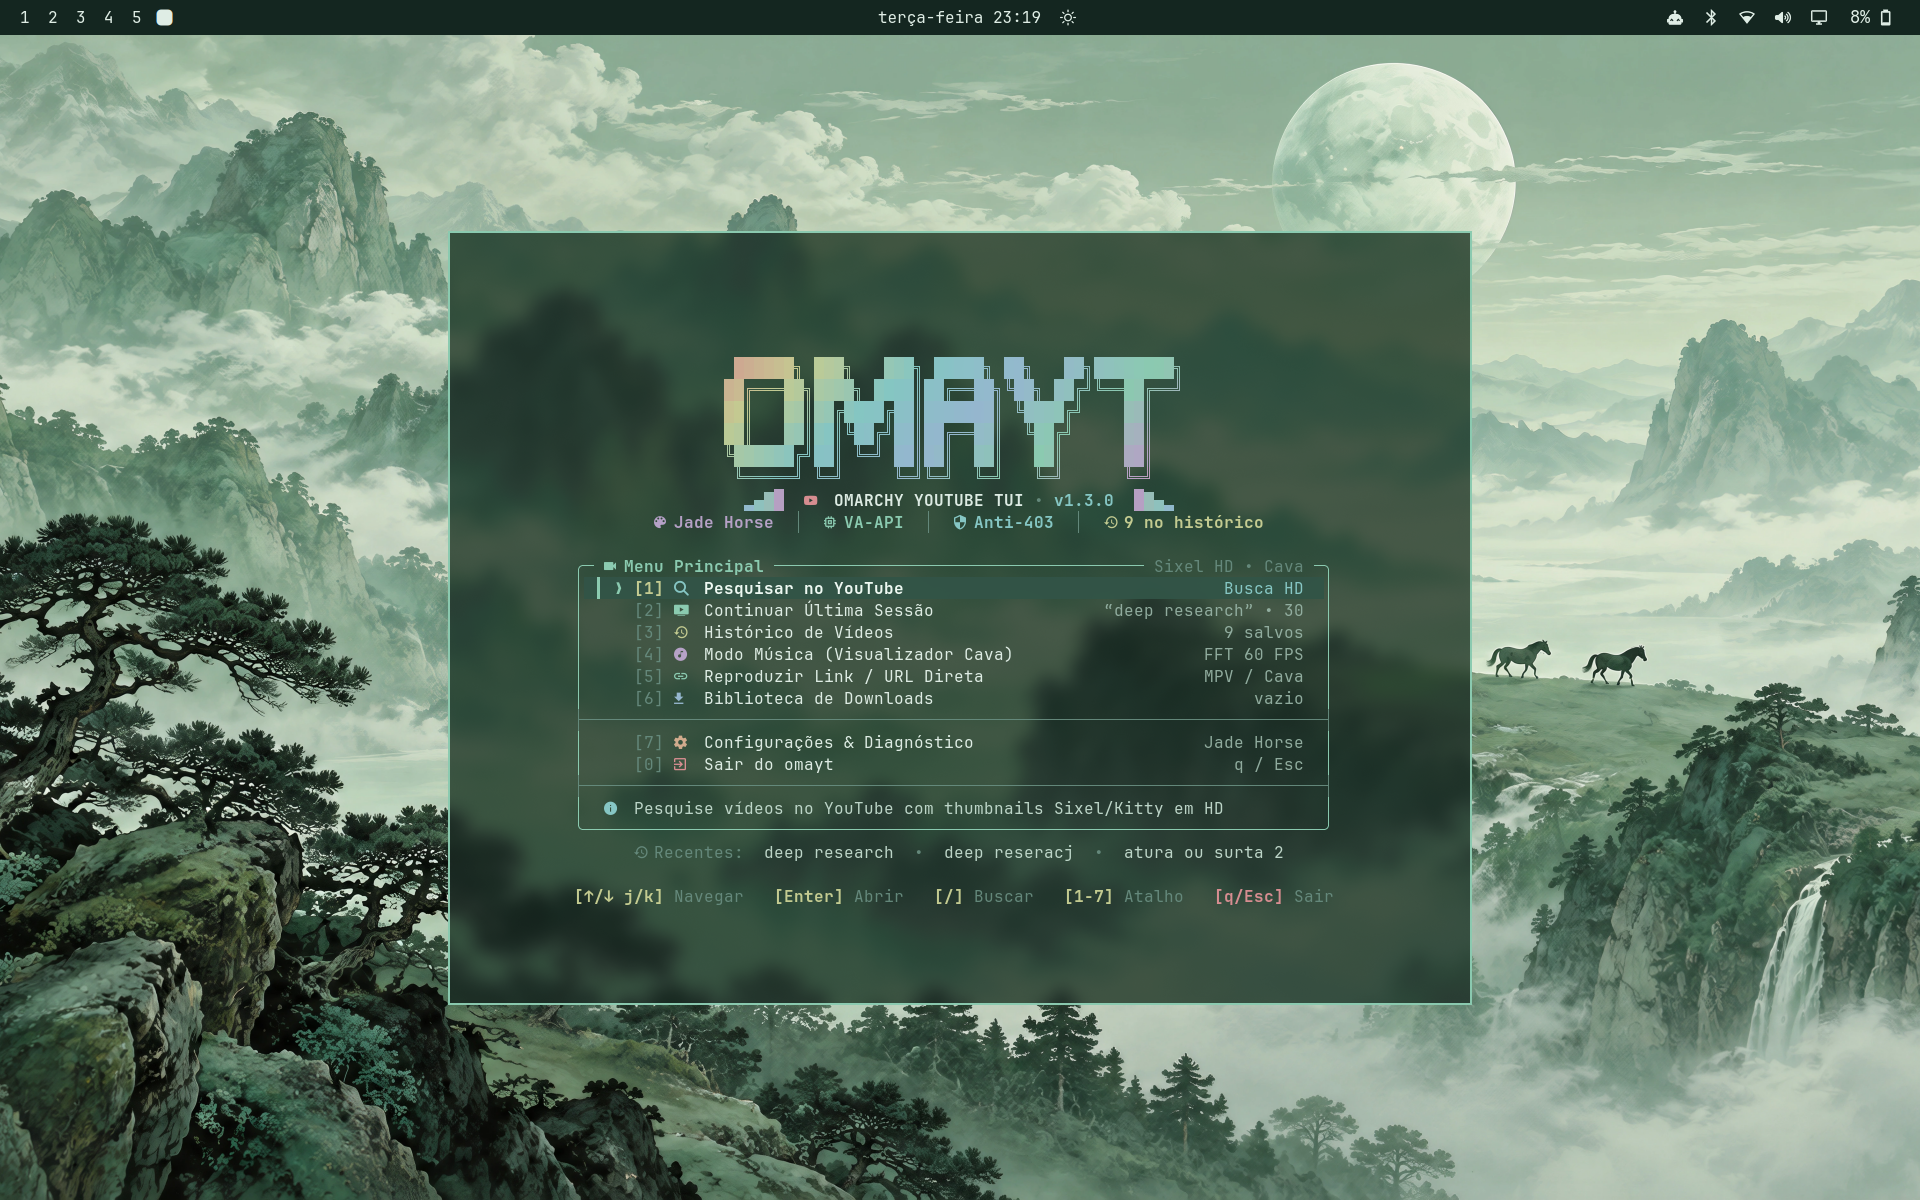 1 2 3 4 5 terça-feira 23:19 8%
OMAYT
OMARCHY YOUTUBE TUI • v1.3.0
Jade Horse │ VA-API │ Anti-403 │ 9 no histórico
Menu Principal Sixel HD • Cava
❯ [1] Pesquisar no YouTube Busca HD
[2] Continuar Última Sessão “deep research” • 30
[3] Histórico de Vídeos 9 salvos
[4] Modo Música (Visualizador Cava) FFT 60 FPS
[5] Reproduzir Link / URL Direta MPV / Cava
[6] Biblioteca de Downloads vazio
[7] Configurações & Diagnóstico Jade Horse
[0] Sair do omayt q / Esc
Pesquise vídeos no YouTube com thumbnails Sixel/Kitty em HD
Recentes: deep research • deep reseracj • atura ou surta 2
[↑/↓ j/k] Navegar [Enter] Abrir [/] Buscar [1-7] Atalho [q/Esc] Sair